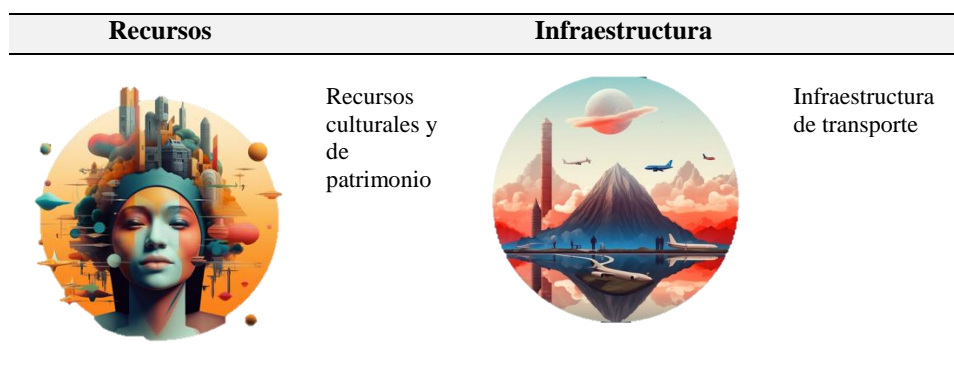 Recursos
Infraestructura
Recursos
culturales y
de
patrimonio
Infraestructura
de transporte